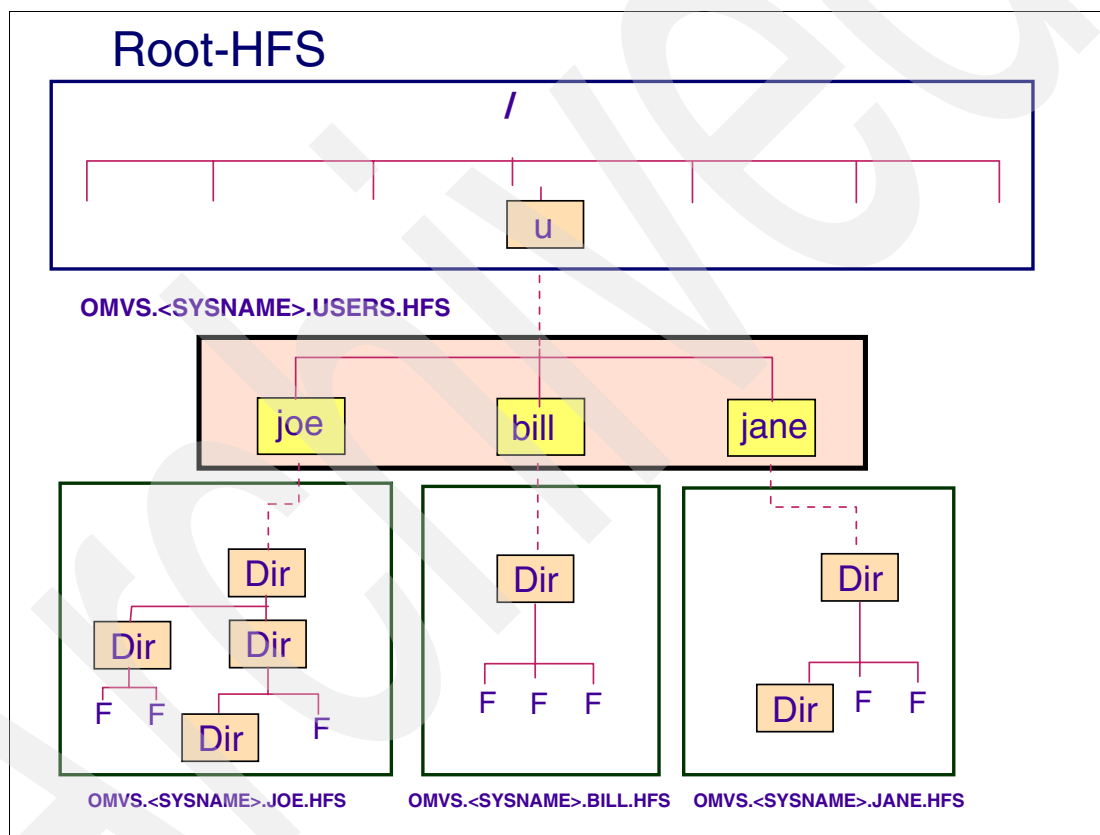 Root-HFS
/
u
OMVS.<SYSNAME>.USERS.HFS
joe bill jane
Dir Dir Dir
Dir Dir
F F Dir F
F F F
Dir F F
OMVS.<SYSNAME>.JOE.HFS OMVS.<SYSNAME>.BILL.HFS OMVS.<SYSNAME>.JANE.HFS
Archived